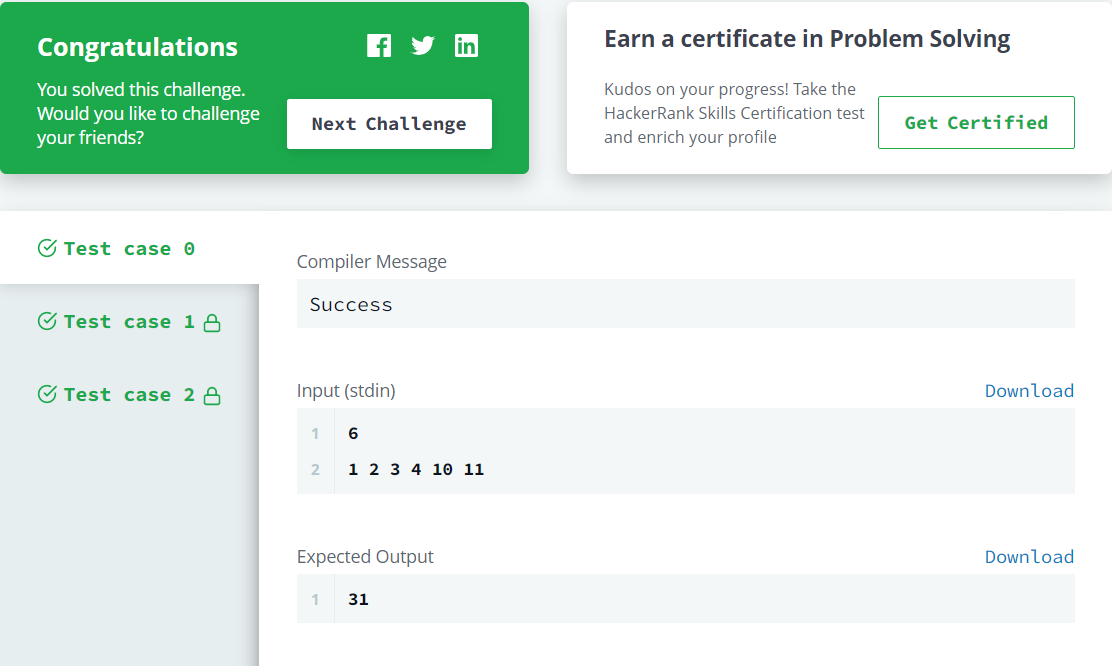 Congratulations
You solved this challenge.
Would you like to challenge
your friends?
Next Challenge
Earn a certificate in Problem Solving
Kudos on your progress! Take the
HackerRank Skills Certification test
and enrich your profile
Get Certified
Test case 0
Test case 1
Test case 2
Compiler Message
Success
Input (stdin)
Download
1 6
2 1 2 3 4 10 11
Expected Output
Download
1 31